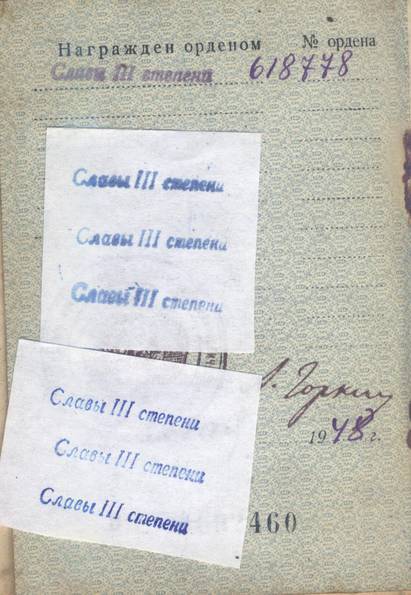 Награжден орденом № ордена
Славы III степени 618778
Славы III степени
Славы III степени
Славы III степени
Славы III степени
Славы III степени
Славы III степени
А. Горкин
1948 г.
460